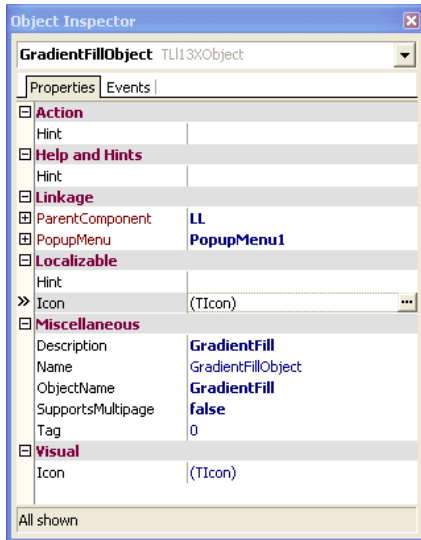 Object Inspector
GradientFillObject TLl13XObject
Properties Events
Action
Hint
Help and Hints
Hint
Linkage
ParentComponent LL
PopupMenu PopupMenu1
Localizable
Hint
Icon (TIcon) ...
Miscellaneous
Description GradientFill
Name GradientFillObject
ObjectName GradientFill
SupportsMultipage false
Tag 0
Visual
Icon (TIcon)
All shown